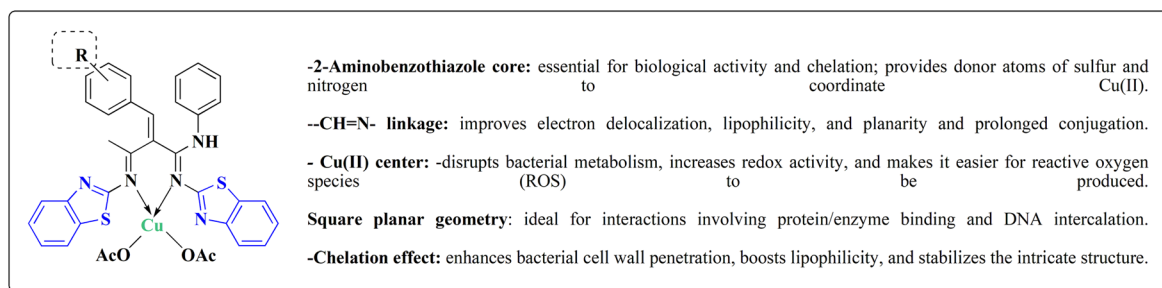 R
NH
N
N
N
S
S
N
Cu
AcO
OAc
-2-Aminobenzothiazole core: essential for biological activity and chelation; provides donor atoms of sulfur and
nitrogen to coordinate Cu(II).
--CH=N- linkage: improves electron delocalization, lipophilicity, and planarity and prolonged conjugation.
- Cu(II) center: -disrupts bacterial metabolism, increases redox activity, and makes it easier for reactive oxygen
species (ROS) to be produced.
Square planar geometry: ideal for interactions involving protein/enzyme binding and DNA intercalation.
-Chelation effect: enhances bacterial cell wall penetration, boosts lipophilicity, and stabilizes the intricate structure.